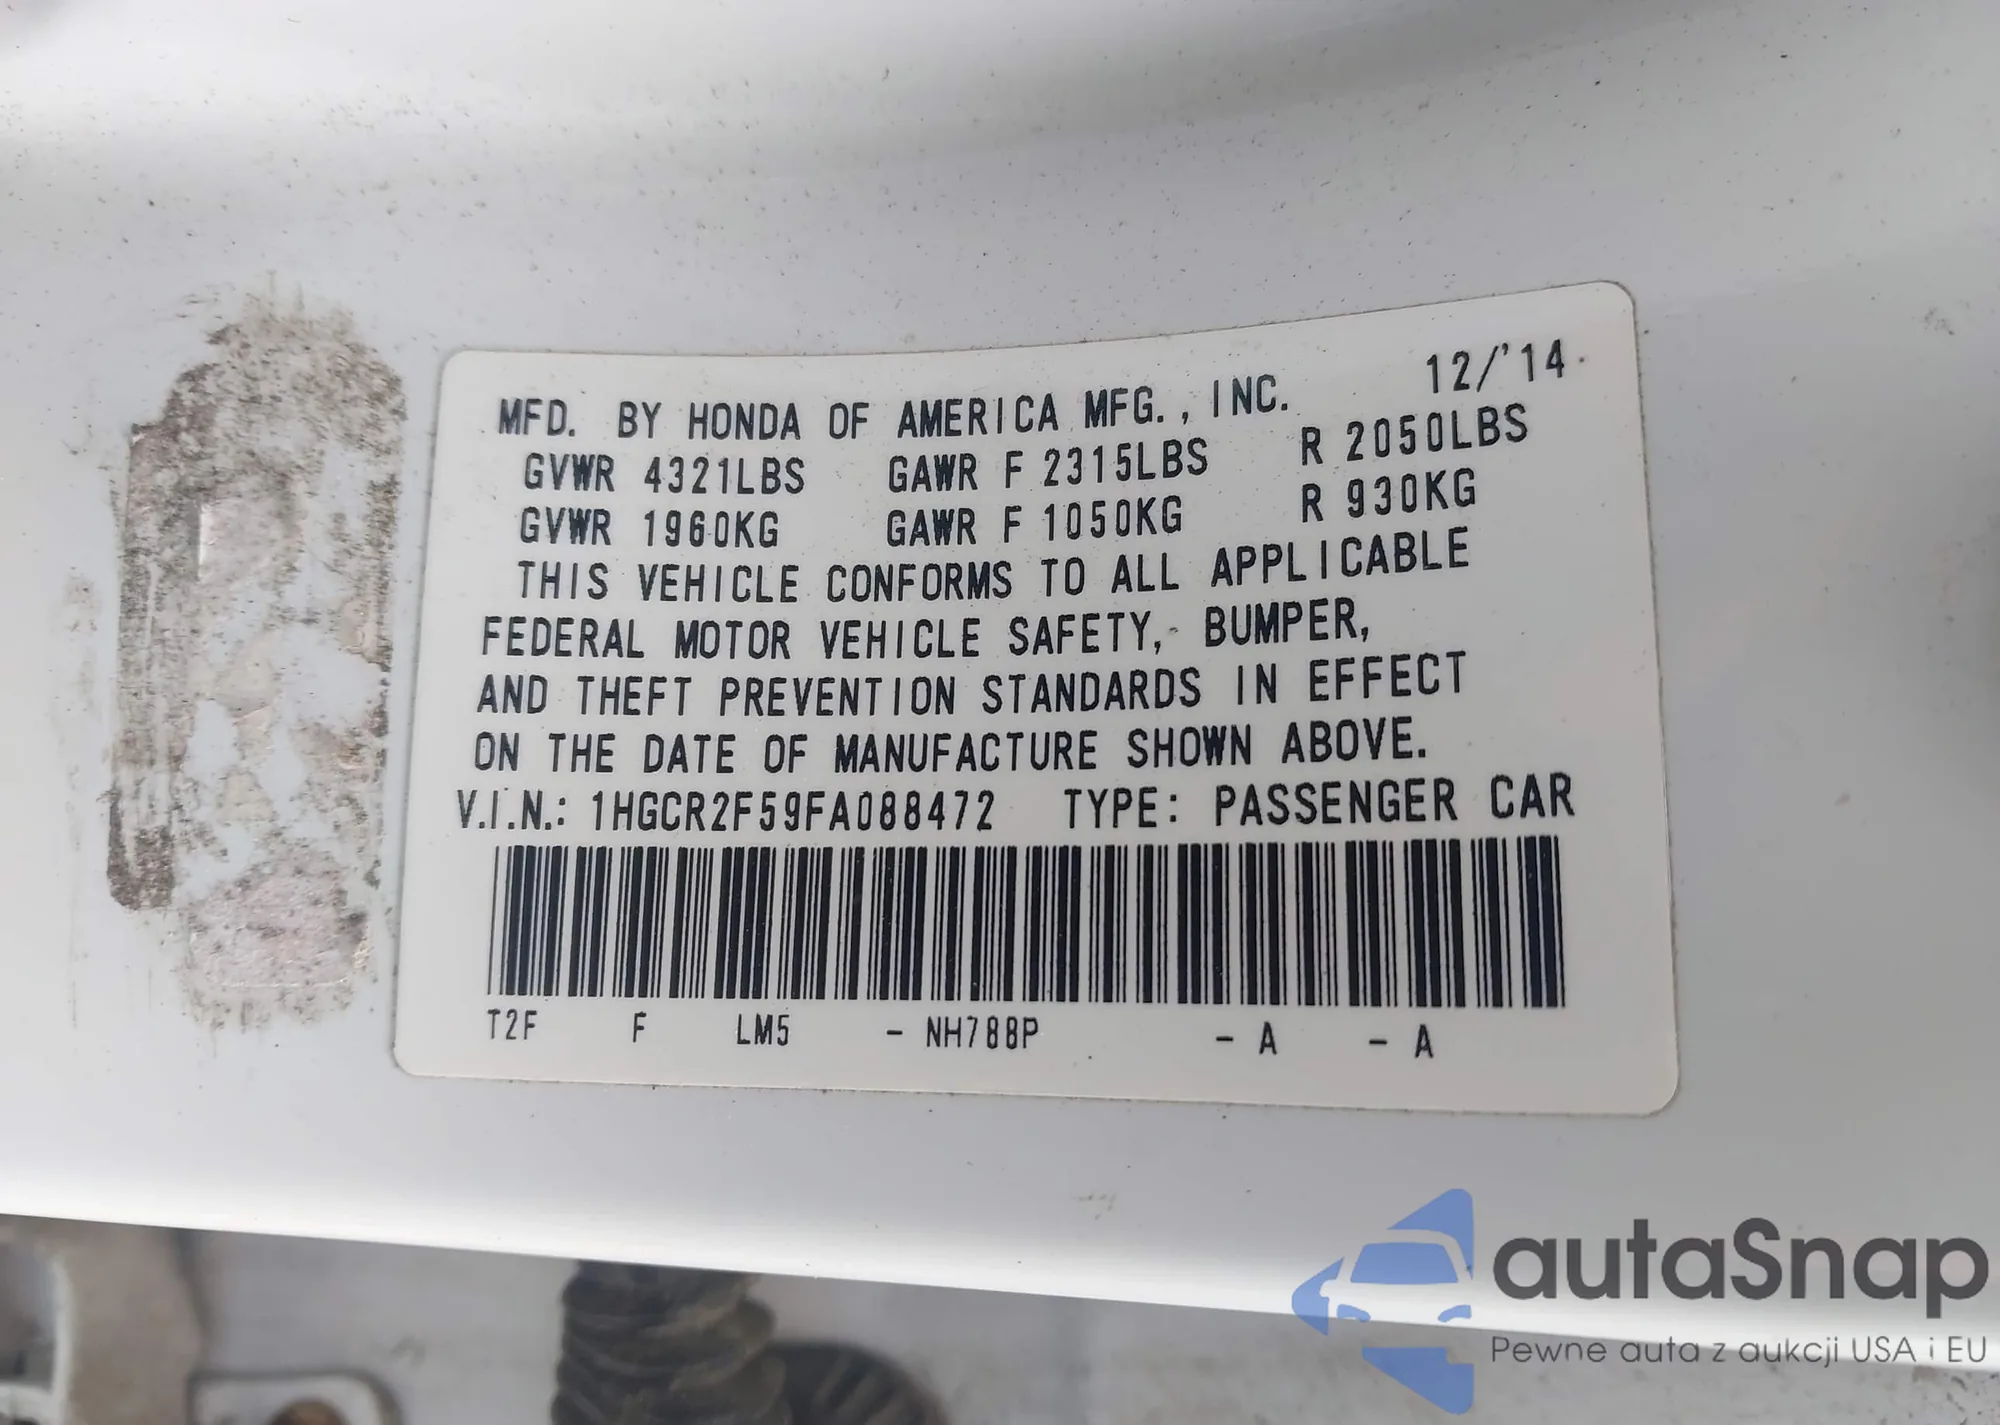 MFD. BY HONDA OF AMERICA MFG., INC. 12/'14
GVWR 4321LBS GAWR F 2315LBS R 2050LBS
GVWR 1960KG GAWR F 1050KG R 930KG
THIS VEHICLE CONFORMS TO ALL APPLICABLE
FEDERAL MOTOR VEHICLE SAFETY, BUMPER,
AND THEFT PREVENTION STANDARDS IN EFFECT
ON THE DATE OF MANUFACTURE SHOWN ABOVE.
V.I.N.: 1HGCR2F59FA088472 TYPE: PASSENGER CAR
T2F F LM5 - NH788P - A - A
autaSnap
Pewne auta z aukcji USA i EU